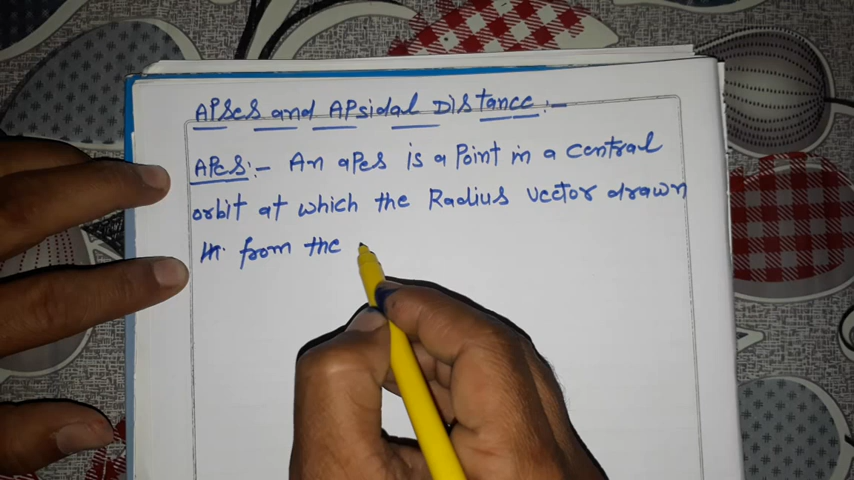 APSes and APsidal Distance :-
APes :- An apes is a Point in a central
orbit at which the Radius vector drawn
from the